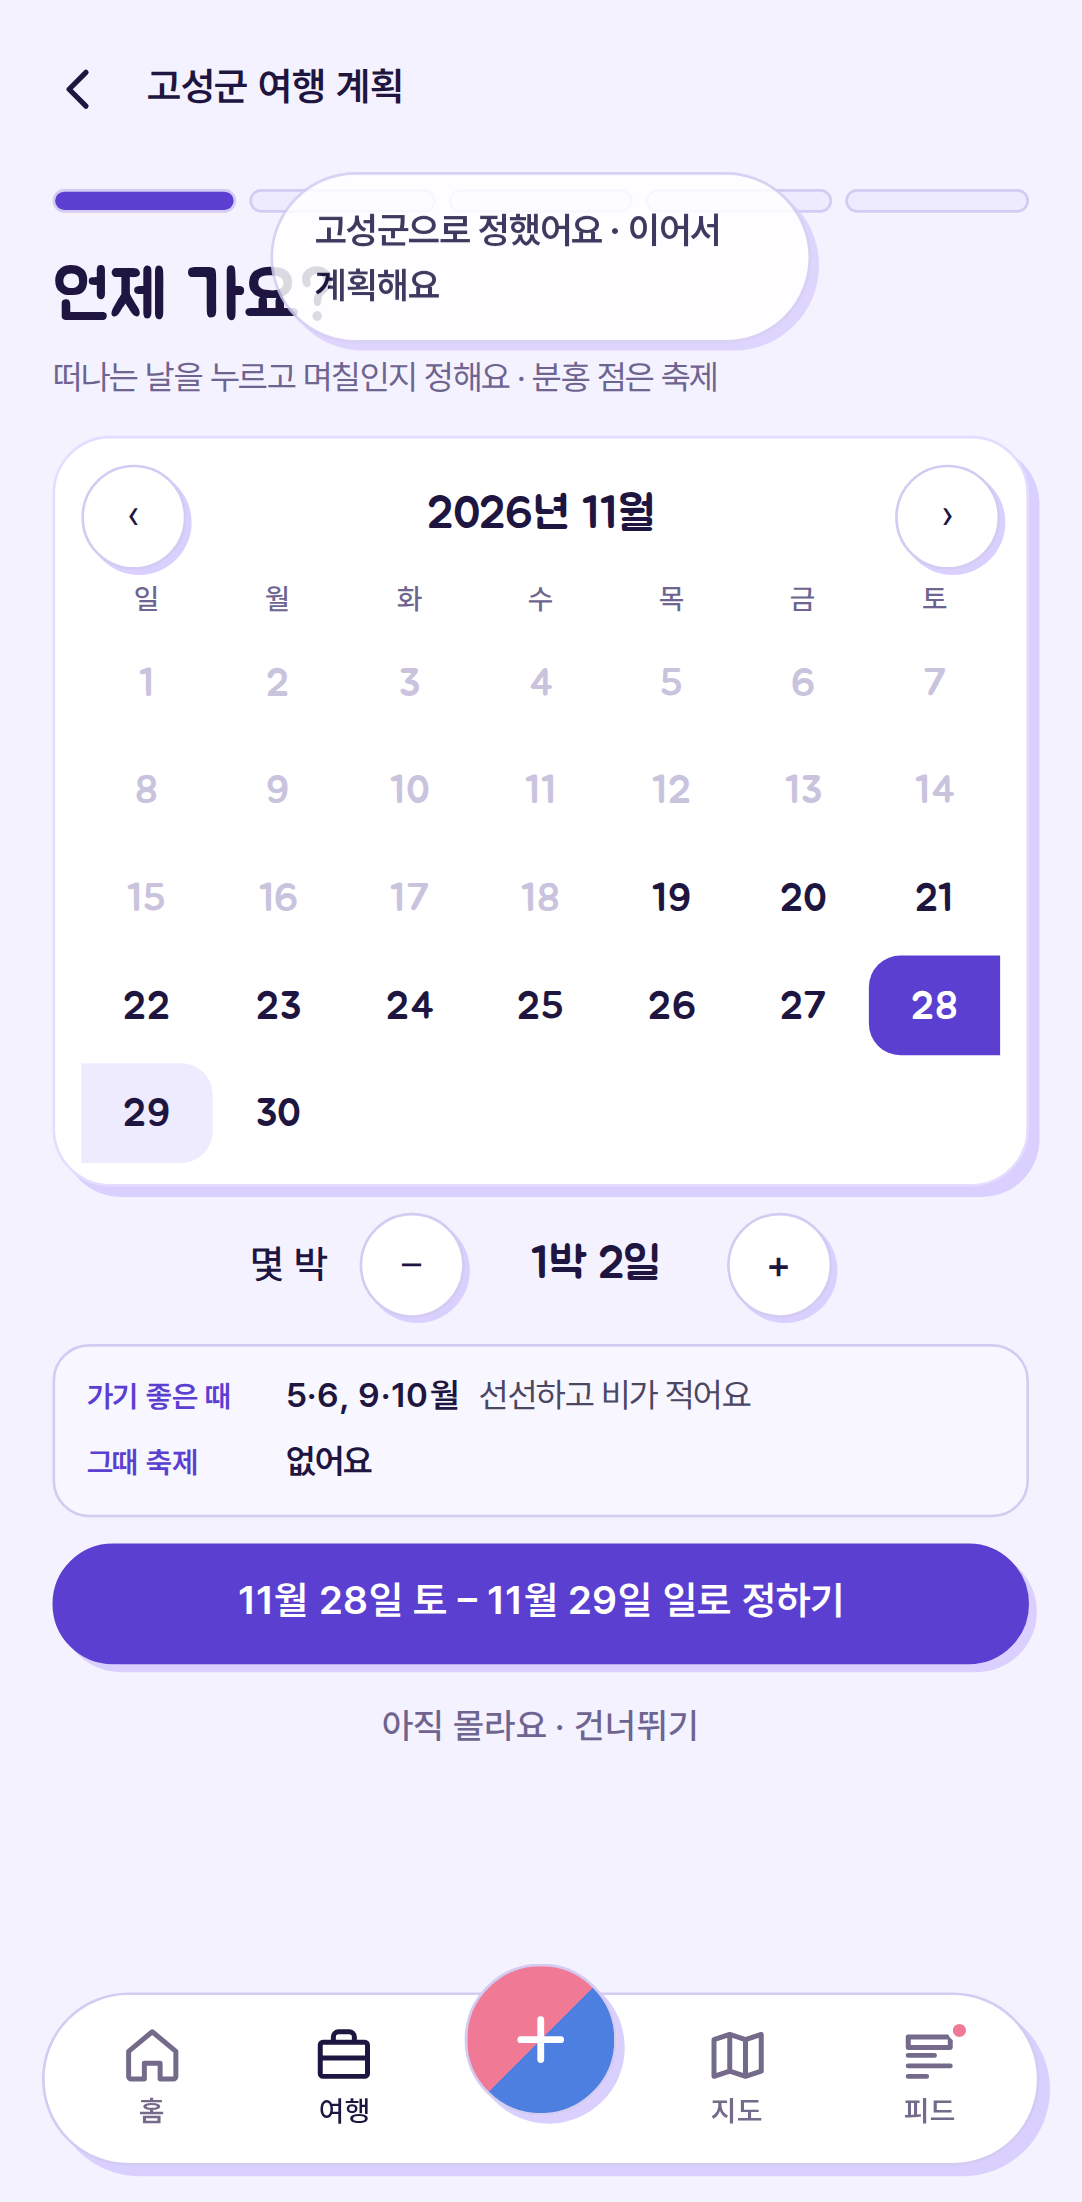 고성군 여행 계획
고성군으로 정했어요 · 이어서
계획해요
언제 가요?
떠나는 날을 누르고 며칠인지 정해요 · 분홍 점은 축제
‹ 2026년 11월 ›
일 월 화 수 목 금 토
1 2 3 4 5 6 7
8 9 10 11 12 13 14
15 16 17 18 19 20 21
22 23 24 25 26 27 28
29 30
몇 박 − 1박 2일 +
가기 좋은 때 5·6, 9·10월 선선하고 비가 적어요
그때 축제 없어요
11월 28일 토 – 11월 29일 일로 정하기
아직 몰라요 · 건너뛰기
홈 여행 지도 피드